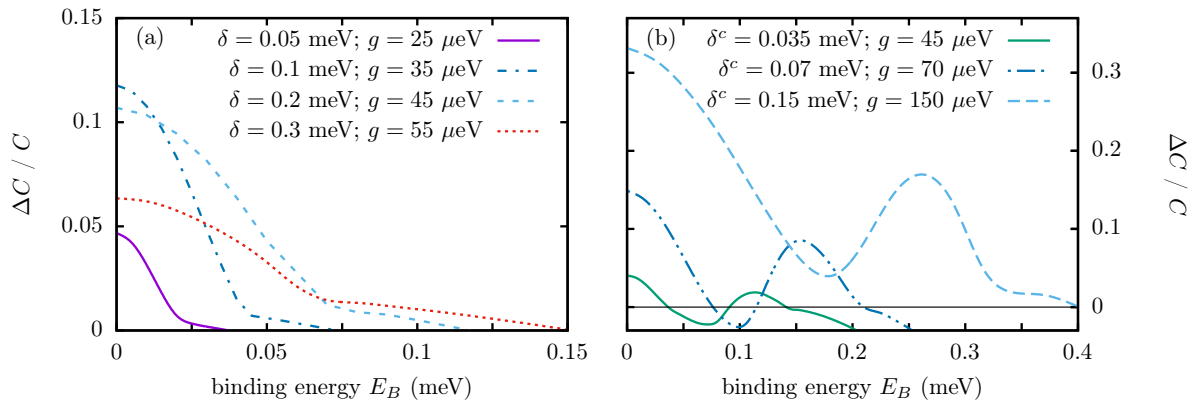 (a)
δ = 0.05 meV; g = 25 μeV
δ = 0.1 meV; g = 35 μeV
δ = 0.2 meV; g = 45 μeV
δ = 0.3 meV; g = 55 μeV
0.15
0.1
0.05
0
ΔC / C
0 0.05 0.1 0.15
binding energy E_B (meV)
(b)
δ^c = 0.035 meV; g = 45 μeV
δ^c = 0.07 meV; g = 70 μeV
δ^c = 0.15 meV; g = 150 μeV
0.3
0.2
0.1
0
ΔC / C
0 0.1 0.2 0.3 0.4
binding energy E_B (meV)